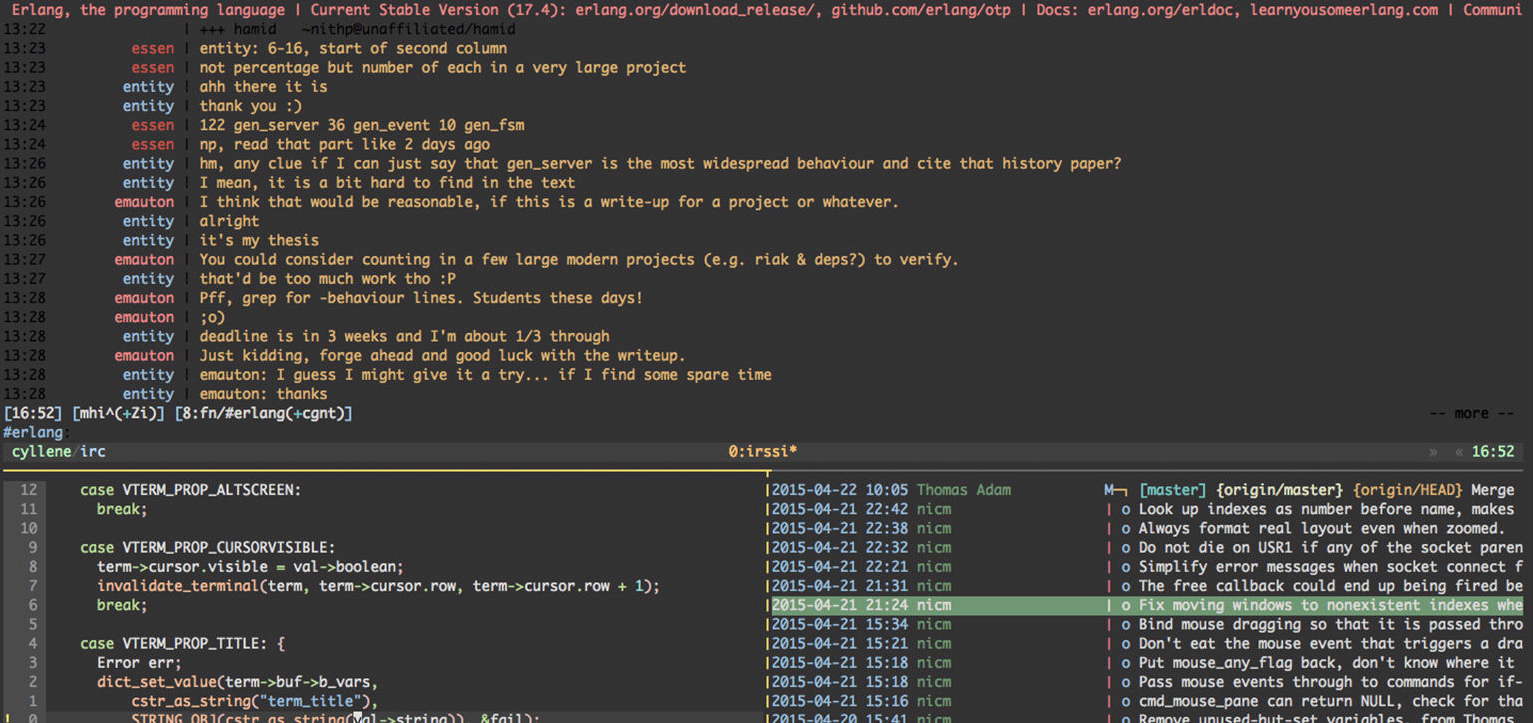 Erlang, the programming language | Current Stable Version (17.4): erlang.org/download_release/, github.com/erlang/otp | Docs: erlang.org/erldoc, learnyousomeerlang.com | Communi
13:22 | +++ hamid ~nithp@unaffiliated/hamid
13:23 essen | entity: 6-16, start of second column
13:23 essen | not percentage but number of each in a very large project
13:23 entity | ahh there it is
13:23 entity | thank you :)
13:24 essen | 122 gen_server 36 gen_event 10 gen_fsm
13:24 essen | np, read that part like 2 days ago
13:26 entity | hm, any clue if I can just say that gen_server is the most widespread behaviour and cite that history paper?
13:26 entity | I mean, it is a bit hard to find in the text
13:26 emauton | I think that would be reasonable, if this is a write-up for a project or whatever.
13:26 entity | alright
13:26 entity | it's my thesis
13:27 emauton | You could consider counting in a few large modern projects (e.g. riak & deps?) to verify.
13:27 entity | that'd be too much work tho :P
13:28 emauton | Pff, grep for -behaviour lines. Students these days!
13:28 emauton | ;o)
13:28 entity | deadline is in 3 weeks and I'm about 1/3 through
13:28 emauton | Just kidding, forge ahead and good luck with the writeup.
13:28 entity | emauton: I guess I might give it a try... if I find some spare time
13:28 entity | emauton: thanks
[16:52] [mhi^(+Zi)] [8:fn/#erlang(+cgnt)] -- more --
#erlang:
cyllene/irc 0:irssi* » « 16:52
12 case VTERM_PROP_ALTSCREEN:
11 break;
10
9 case VTERM_PROP_CURSORVISIBLE:
8 term->cursor.visible = val->boolean;
7 invalidate_terminal(term, term->cursor.row, term->cursor.row + 1);
6 break;
5
4 case VTERM_PROP_TITLE: {
3 Error err;
2 dict_set_value(term->buf->b_vars,
1 cstr_as_string("term_title"),
! 0 STRING_OBJ(cstr_as_string(val->string)), &fail);
|2015-04-22 10:05 Thomas Adam M─┐ [master] {origin/master} {origin/HEAD} Merge
|2015-04-21 22:42 nicm | o Look up indexes as number before name, makes
|2015-04-21 22:38 nicm | o Always format real layout even when zoomed.
|2015-04-21 22:32 nicm | o Do not die on USR1 if any of the socket paren
|2015-04-21 22:21 nicm | o Simplify error messages when socket connect f
|2015-04-21 21:31 nicm | o The free callback could end up being fired be
|2015-04-21 21:24 nicm | o Fix moving windows to nonexistent indexes whe
|2015-04-21 15:34 nicm | o Bind mouse dragging so that it is passed thro
|2015-04-21 15:21 nicm | o Don't eat the mouse event that triggers a dra
|2015-04-21 15:18 nicm | o Put mouse_any_flag back, don't know where it
|2015-04-21 15:18 nicm | o Pass mouse events through to commands for if-
|2015-04-21 15:16 nicm | o cmd_mouse_pane can return NULL, check for tha
|2015-04-20 15:41 nicm | o Remove unused-but-set variables, from Thomas